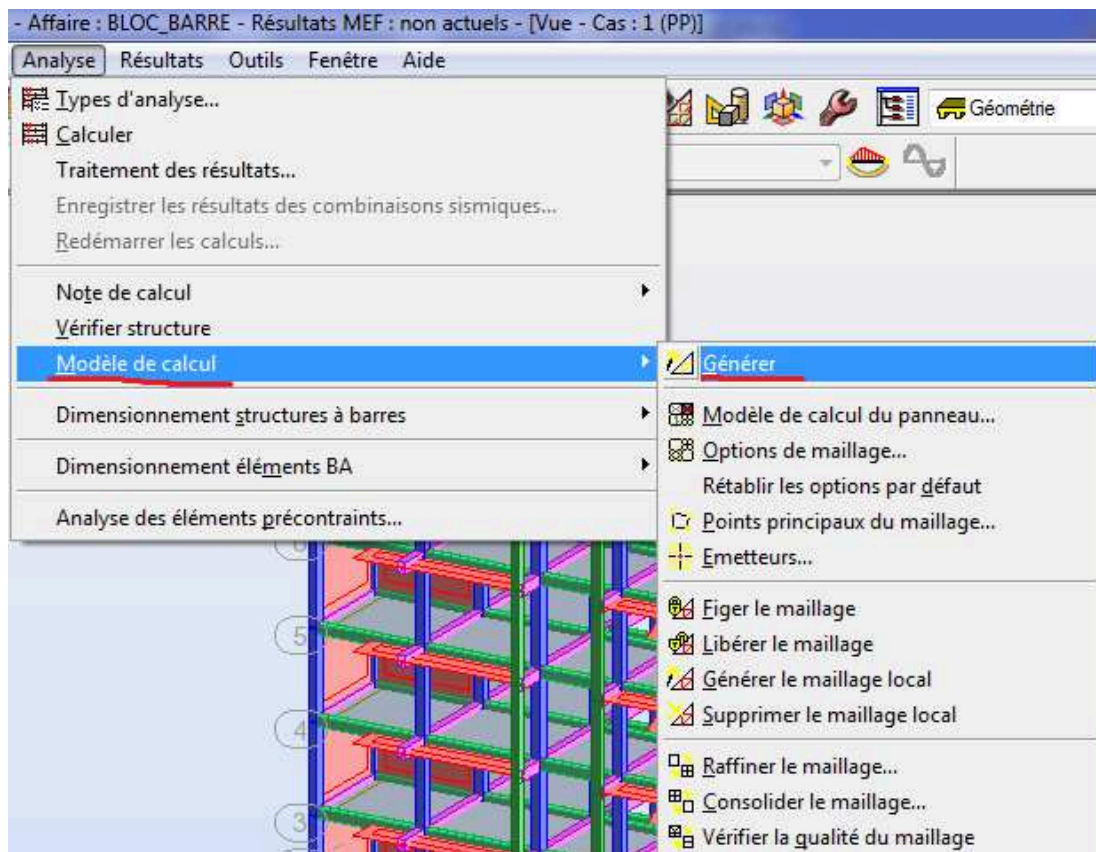 - Affaire : BLOC_BARRE - Résultats MEF : non actuels - [Vue - Cas : 1 (PP)]
Analyse Résultats Outils Fenêtre Aide
Types d'analyse...
Calculer
Traitement des résultats...
Enregistrer les résultats des combinaisons sismiques...
Redémarrer les calculs...
Note de calcul
Vérifier structure
Modèle de calcul
Dimensionnement structures à barres
Dimensionnement éléments BA
Analyse des éléments précontraints...
Géométrie
Générer
Modèle de calcul du panneau...
Options de maillage...
Rétablir les options par défaut
Points principaux du maillage...
Emetteurs...
Figer le maillage
Libérer le maillage
Générer le maillage local
Supprimer le maillage local
Raffiner le maillage...
Consolider le maillage...
Vérifier la qualité du maillage
6
5
4
3